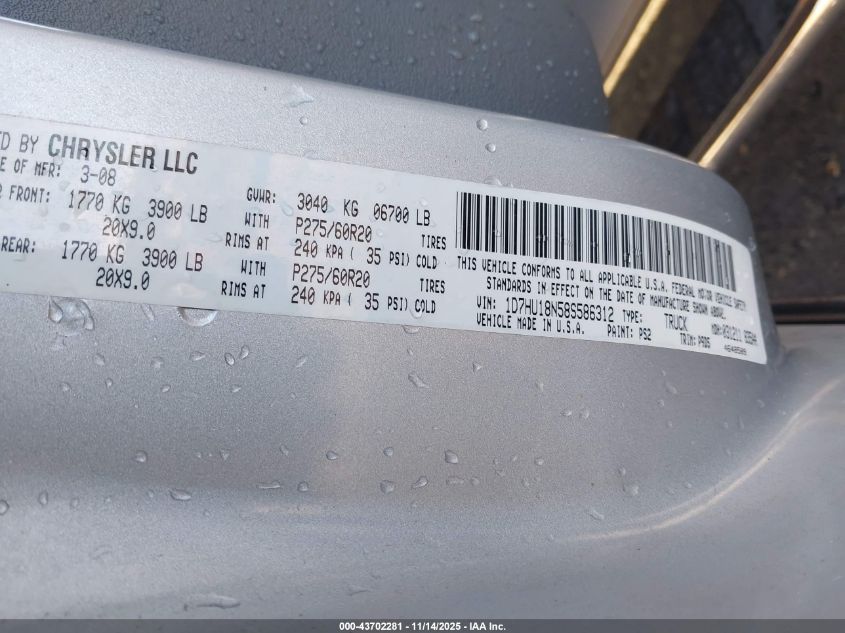 ED BY CHRYSLER LLC
E OF MFR: 3-08
GVWR: 3040 KG 06700 LB
FRONT: 1770 KG 3900 LB WITH P275/60R20 TIRES
20X9.0 RIMS AT 240 KPA ( 35 PSI) COLD
REAR: 1770 KG 3900 LB WITH P275/60R20 TIRES
20X9.0 RIMS AT 240 KPA ( 35 PSI) COLD
THIS VEHICLE CONFORMS TO ALL APPLICABLE U.S.A. FEDERAL MOTOR VEHICLE SAFETY
STANDARDS IN EFFECT ON THE DATE OF MANUFACTURE SHOWN ABOVE.
VIN: 1D7HU18N58S586312 TYPE: TRUCK
VEHICLE MADE IN U.S.A. PAINT: PS2 TRIM:
000-43702281 - 11/14/2025 - IAA Inc.